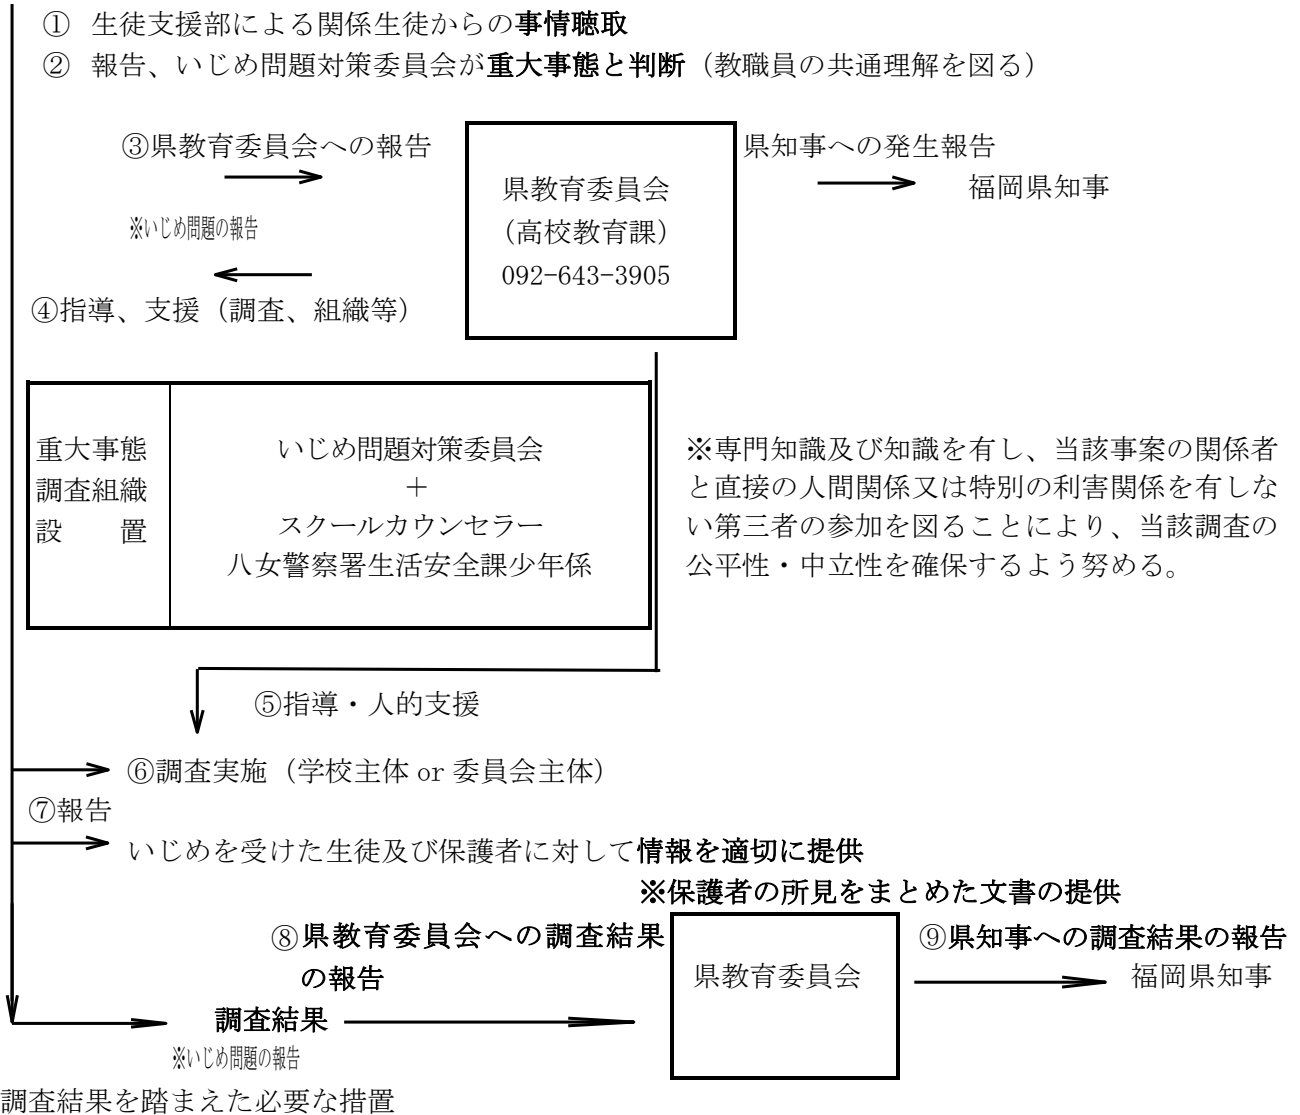 ① 生徒支援部による関係生徒からの事情聴取
② 報告、いじめ問題対策委員会が重大事態と判断（教職員の共通理解を図る）
③県教育委員会への報告
県知事への発生報告
県教育委員会
（高校教育課）
092-643-3905
福岡県知事
※いじめ問題の報告
④指導、支援（調査、組織等）
重大事態
調査組織
設　　置
いじめ問題対策委員会
＋
スクールカウンセラー
八女警察署生活安全課少年係
※専門知識及び知識を有し、当該事案の関係者
と直接の人間関係又は特別の利害関係を有しな
い第三者の参加を図ることにより、当該調査の
公平性・中立性を確保するよう努める。
⑤指導・人的支援
⑥調査実施（学校主体 or 委員会主体）
⑦報告
いじめを受けた生徒及び保護者に対して情報を適切に提供
※保護者の所見をまとめた文書の提供
⑧県教育委員会への調査結果
の報告
県教育委員会
⑨県知事への調査結果の報告
福岡県知事
調査結果
※いじめ問題の報告
調査結果を踏まえた必要な措置